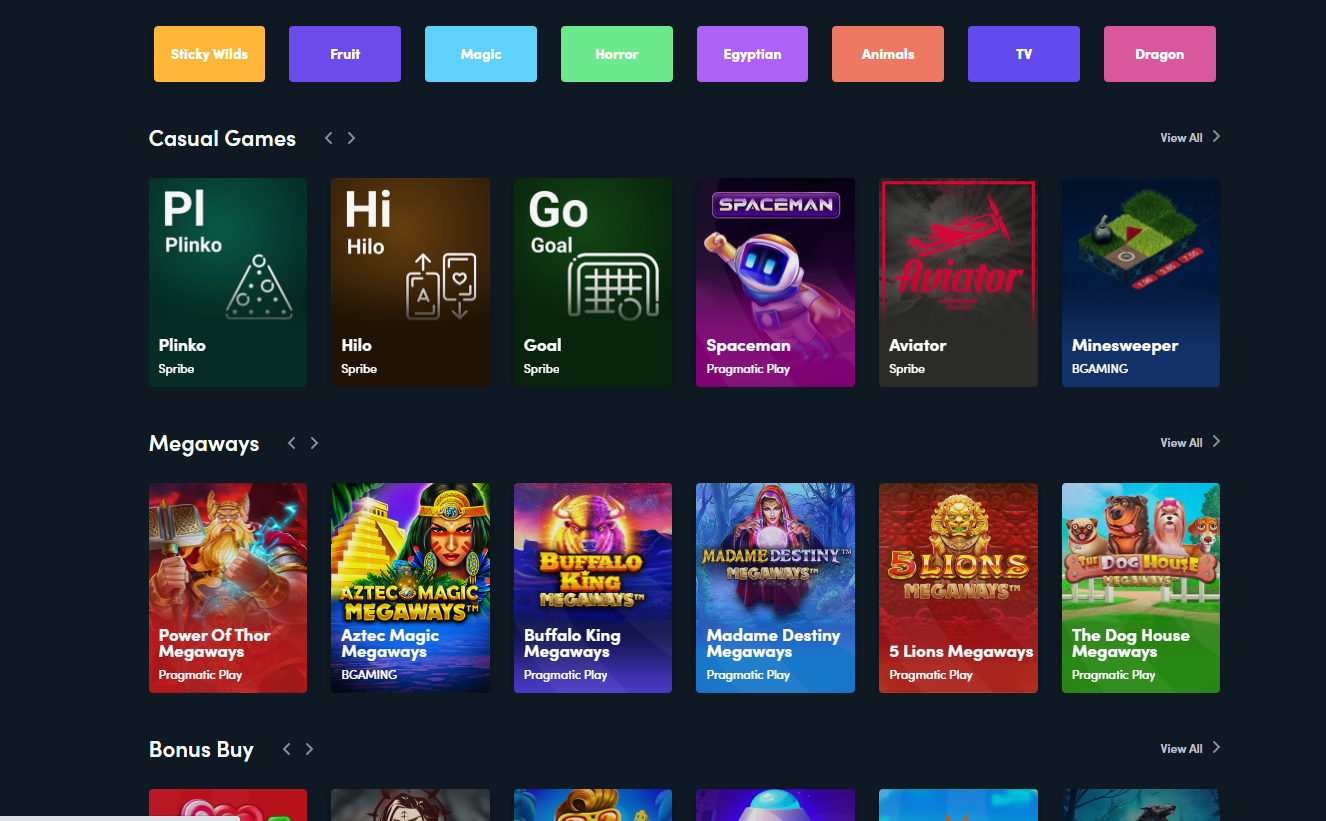 Sticky Wilds
Fruit
Magic
Horror
Egyptian
Animals
TV
Dragon
Casual Games
View All
Pl
Plinko
Plinko
Spribe
Hi
Hilo
A
Hilo
Spribe
Go
Goal
Goal
Spribe
SPACEMAN
Spaceman
Pragmatic Play
Aviator
Aviator
Spribe
Minesweeper
BGAMING
Megaways
View All
Power Of Thor
Megaways
Pragmatic Play
AZTEC MAGIC
MEGAWAYS™
Aztec Magic
Megaways
BGAMING
BUFFALO
KING
MEGAWAYS™
Buffalo King
Megaways
Pragmatic Play
MADAME DESTINY™
MEGAWAYS™
Madame Destiny
Megaways
Pragmatic Play
5 LIONS
MEGAWAYS™
5 Lions Megaways
Pragmatic Play
THE DOG HOUSE
MEGAWAYS™
The Dog House
Megaways
Pragmatic Play
Bonus Buy
View All